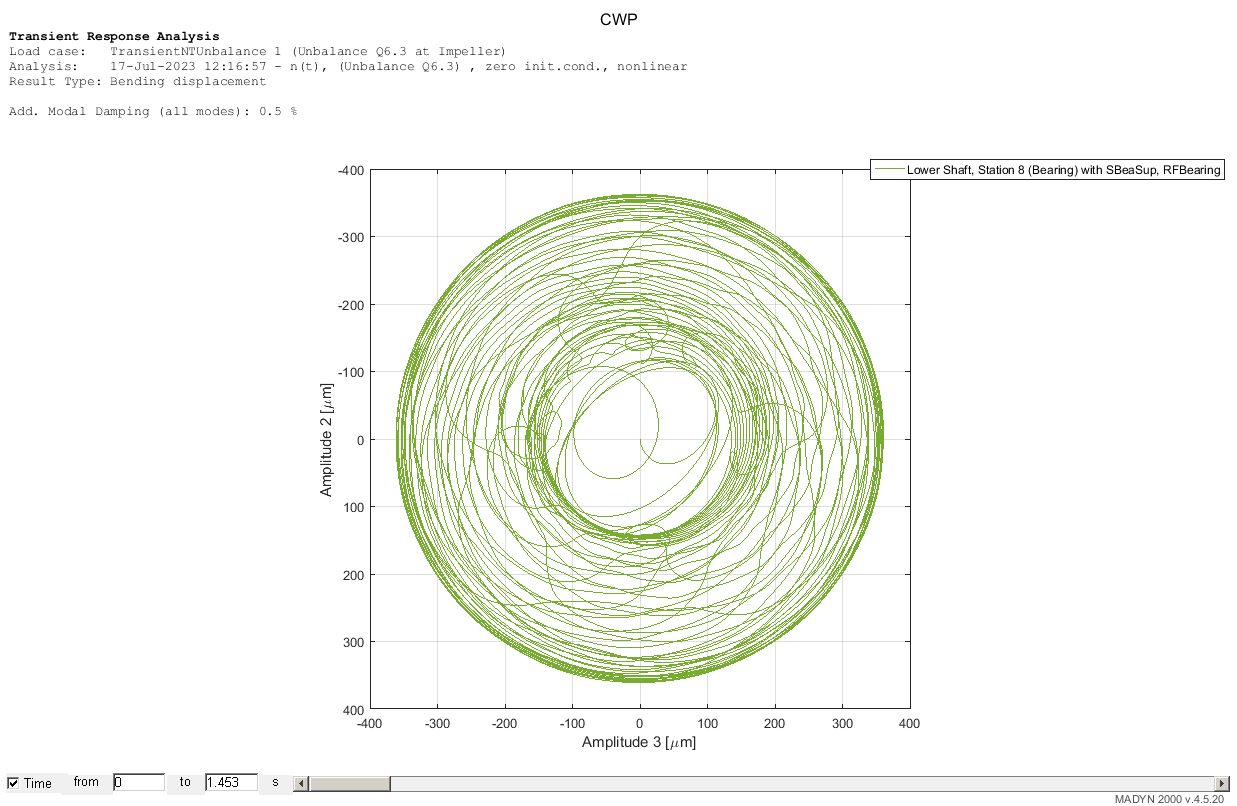 CWP
Transient Response Analysis
Load case: TransientNTUnbalance 1 (Unbalance Q6.3 at Impeller)
Analysis: 17-Jul-2023 12:16:57 - n(t), (Unbalance Q6.3) , zero init.cond., nonlinear
Result Type: Bending displacement
Add. Modal Damping (all modes): 0.5 %
Lower Shaft, Station 8 (Bearing) with SBeaSup, RFBearing
-400
-300
-200
-100
0
100
200
300
400
Amplitude 2 [μm]
-400 -300 -200 -100 0 100 200 300 400
Amplitude 3 [μm]
Time from 0 to 1.453 s
MADYN 2000 v.4.5.20